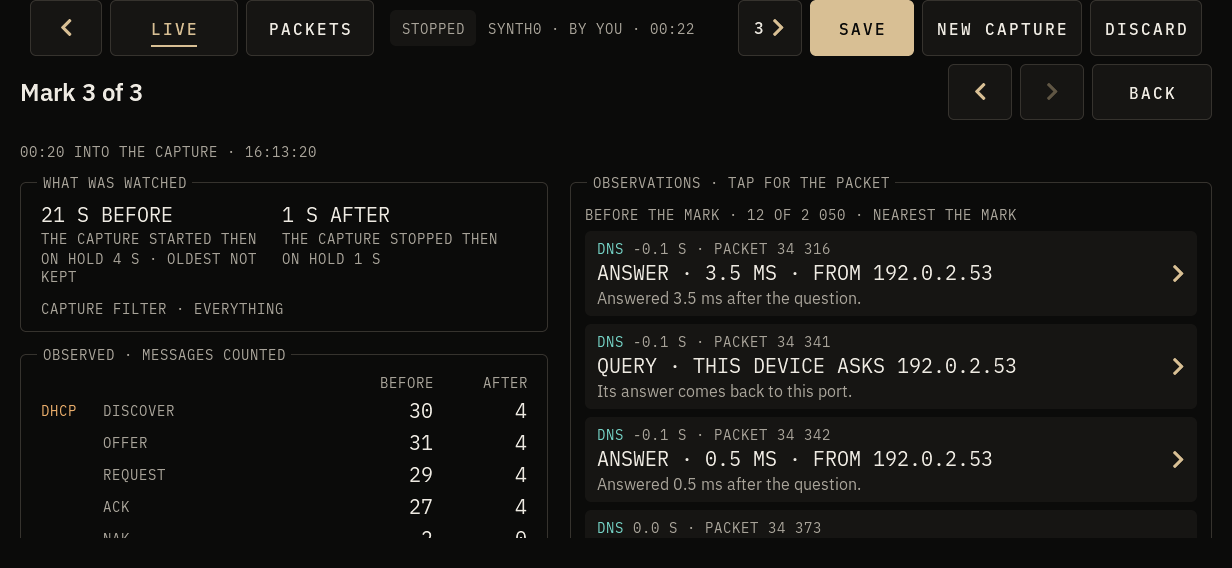 LIVE
PACKETS
STOPPED
SYNTH0 · BY YOU · 00:22
3
SAVE
NEW CAPTURE
DISCARD
Mark 3 of 3
BACK
00:20 INTO THE CAPTURE · 16:13:20
WHAT WAS WATCHED
21 S BEFORE
THE CAPTURE STARTED THEN
ON HOLD 4 S · OLDEST NOT
KEPT
1 S AFTER
THE CAPTURE STOPPED THEN
ON HOLD 1 S
CAPTURE FILTER · EVERYTHING
OBSERVED · MESSAGES COUNTED
BEFORE AFTER
DHCP DISCOVER 30 4
OFFER 31 4
REQUEST 29 4
ACK 27 4
NAK 2 0
OBSERVATIONS · TAP FOR THE PACKET
BEFORE THE MARK · 12 OF 2 050 · NEAREST THE MARK
DNS -0.1 S · PACKET 34 316
ANSWER · 3.5 MS · FROM 192.0.2.53
Answered 3.5 ms after the question.
DNS -0.1 S · PACKET 34 341
QUERY · THIS DEVICE ASKS 192.0.2.53
Its answer comes back to this port.
DNS -0.1 S · PACKET 34 342
ANSWER · 0.5 MS · FROM 192.0.2.53
Answered 0.5 ms after the question.
DNS 0.0 S · PACKET 34 373